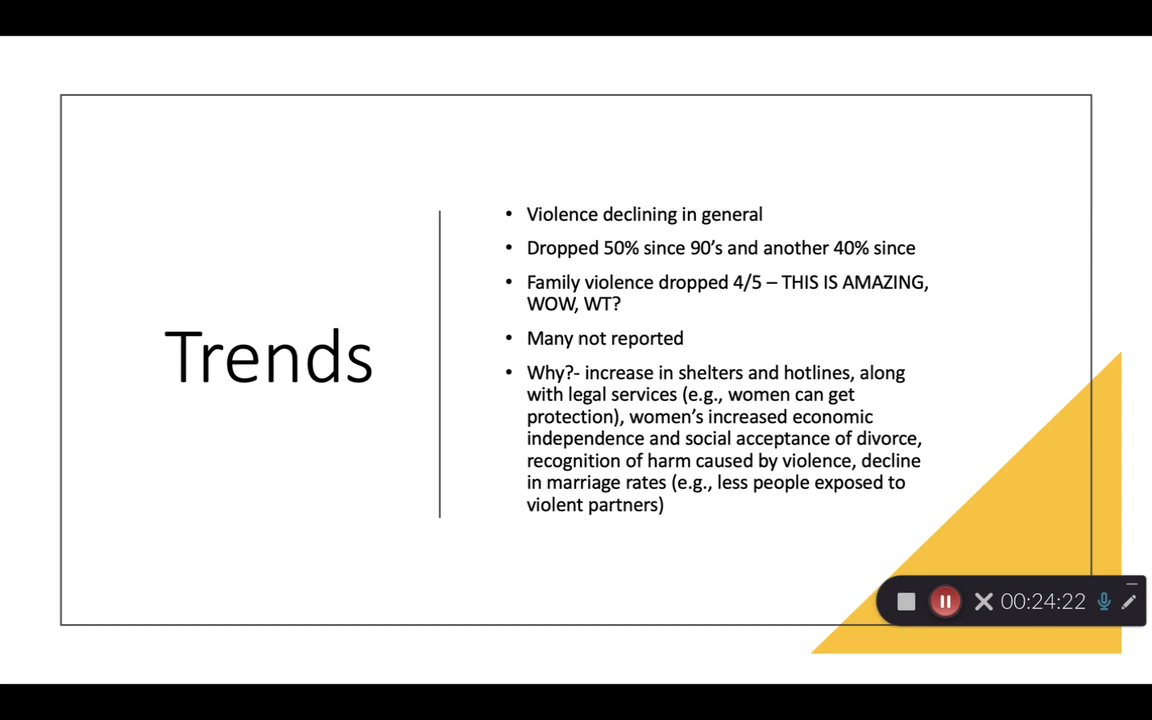 Trends
• Violence declining in general
• Dropped 50% since 90’s and another 40% since
• Family violence dropped 4/5 – THIS IS AMAZING,
WOW, WT?
• Many not reported
• Why?- increase in shelters and hotlines, along
with legal services (e.g., women can get
protection), women’s increased economic
independence and social acceptance of divorce,
recognition of harm caused by violence, decline
in marriage rates (e.g., less people exposed to
violent partners)
00:24:22